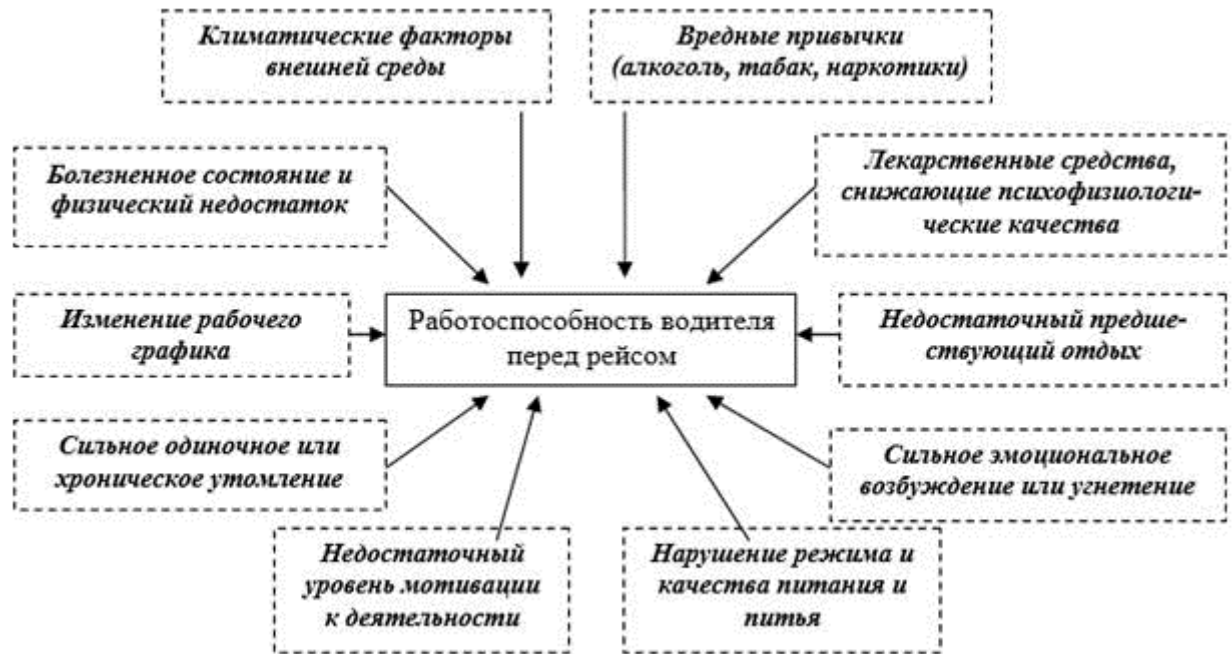 Климатические факторы
внешней среды
Вредные привычки
(алкоголь, табак, наркотики)
Болезненное состояние и
физический недостаток
Лекарственные средства,
снижающие психофизиологи-
ческие качества
Изменение рабочего
графика
Работоспособность водителя
перед рейсом
Недостаточный предше-
ствующий отдых
Сильное одиночное или
хроническое утомление
Сильное эмоциональное
возбуждение или угнетение
Недостаточный
уровень мотивации
к деятельности
Нарушение режима и
качества питания и
питья